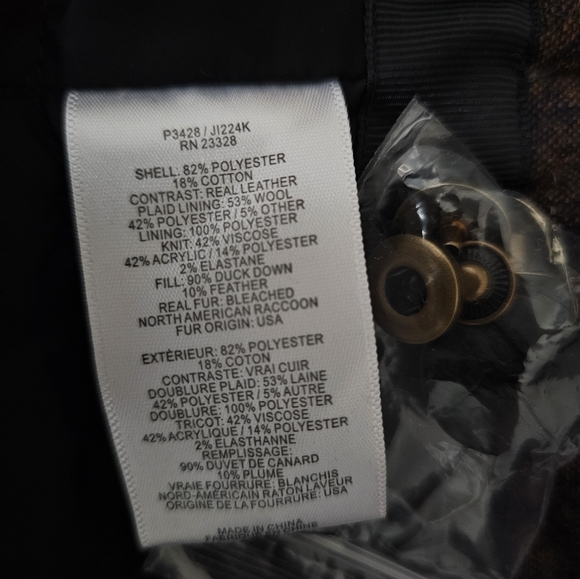 P3428 / JI224K
RN 23328
SHELL: 82% POLYESTER
18% COTTON
CONTRAST: REAL LEATHER
PLAID LINING: 53% WOOL
42% POLYESTER / 5% OTHER
LINING: 100% POLYESTER
KNIT: 42% VISCOSE
42% ACRYLIC / 14% POLYESTER
2% ELASTANE
FILL: 90% DUCK DOWN
10% FEATHER
REAL FUR: BLEACHED
NORTH AMERICAN RACCOON
FUR ORIGIN: USA
EXTÉRIEUR: 82% POLYESTER
18% COTON
CONTRASTE: VRAI CUIR
DOUBLURE PLAID: 53% LAINE
42% POLYESTER / 5% AUTRE
DOUBLURE: 100% POLYESTER
TRICOT: 42% VISCOSE
42% ACRYLIQUE / 14% POLYESTER
2% ELASTHANNE
REMPLISSAGE:
90% DUVET DE CANARD
10% PLUME
VRAIE FOURRURE: BLANCHIS
NORD-AMÉRICAIN RATON LAVEUR
ORIGINE DE LA FOURRURE: USA
MADE IN CHINA
FABRIQUÉ EN CHINE